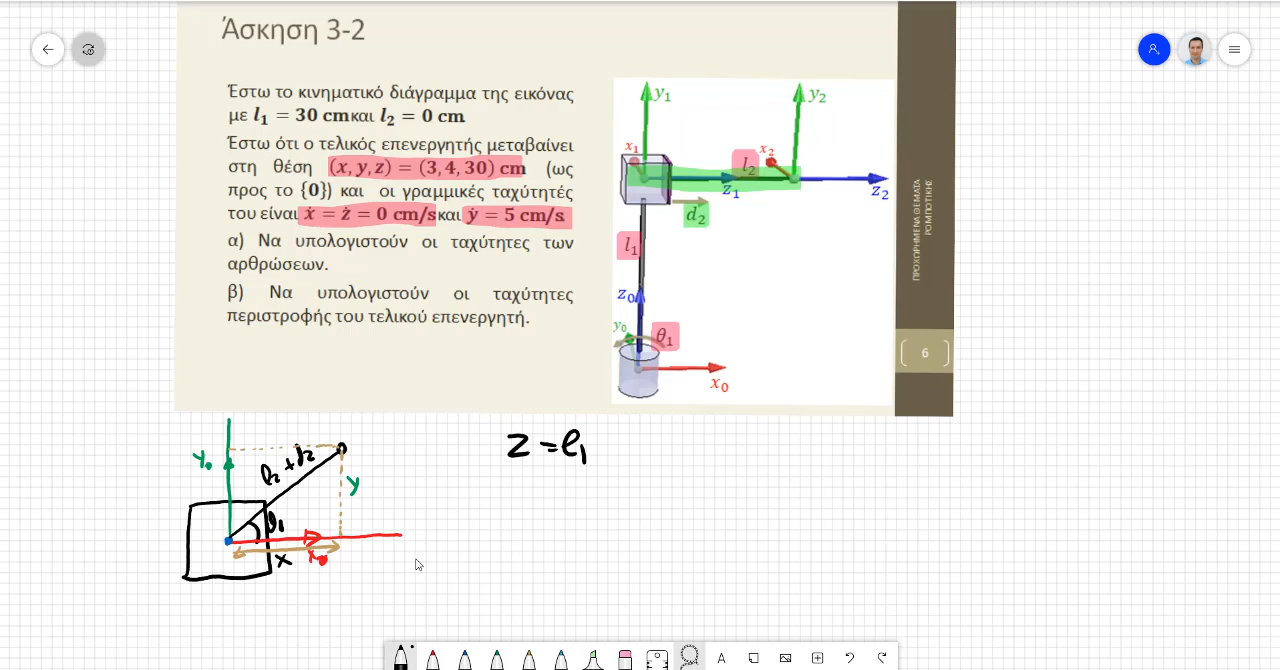 Άσκηση 3-2
Έστω το κινηματικό διάγραμμα της εικόνας
με l₁ = 30 cmκαι l₂ = 0 cm
Έστω ότι ο τελικός επενεργητής μεταβαίνει
στη θέση (x, y, z) = (3, 4, 30) cm (ως
προς το {0}) και οι γραμμικές ταχύτητές
του είναι ẋ = ż = 0 cm/s και ẏ = 5 cm/s
α) Να υπολογιστούν οι ταχύτητες των
αρθρώσεων.
β) Να υπολογιστούν οι ταχύτητες
περιστροφής του τελικού επενεργητή.
y₁
y₂
x₁
x₂
l₂
z₁
z₂
d₂
l₁
z₀
y₀
θ₁
x₀
ΠΡΟΧΩΡΗΜΕΝΑ ΘΕΜΑΤΑ
ΡΟΜΠΟΤΙΚΗΣ
6
z = l₁
y₀
l₂ + d₂
y
θ₁
x
x₀
A